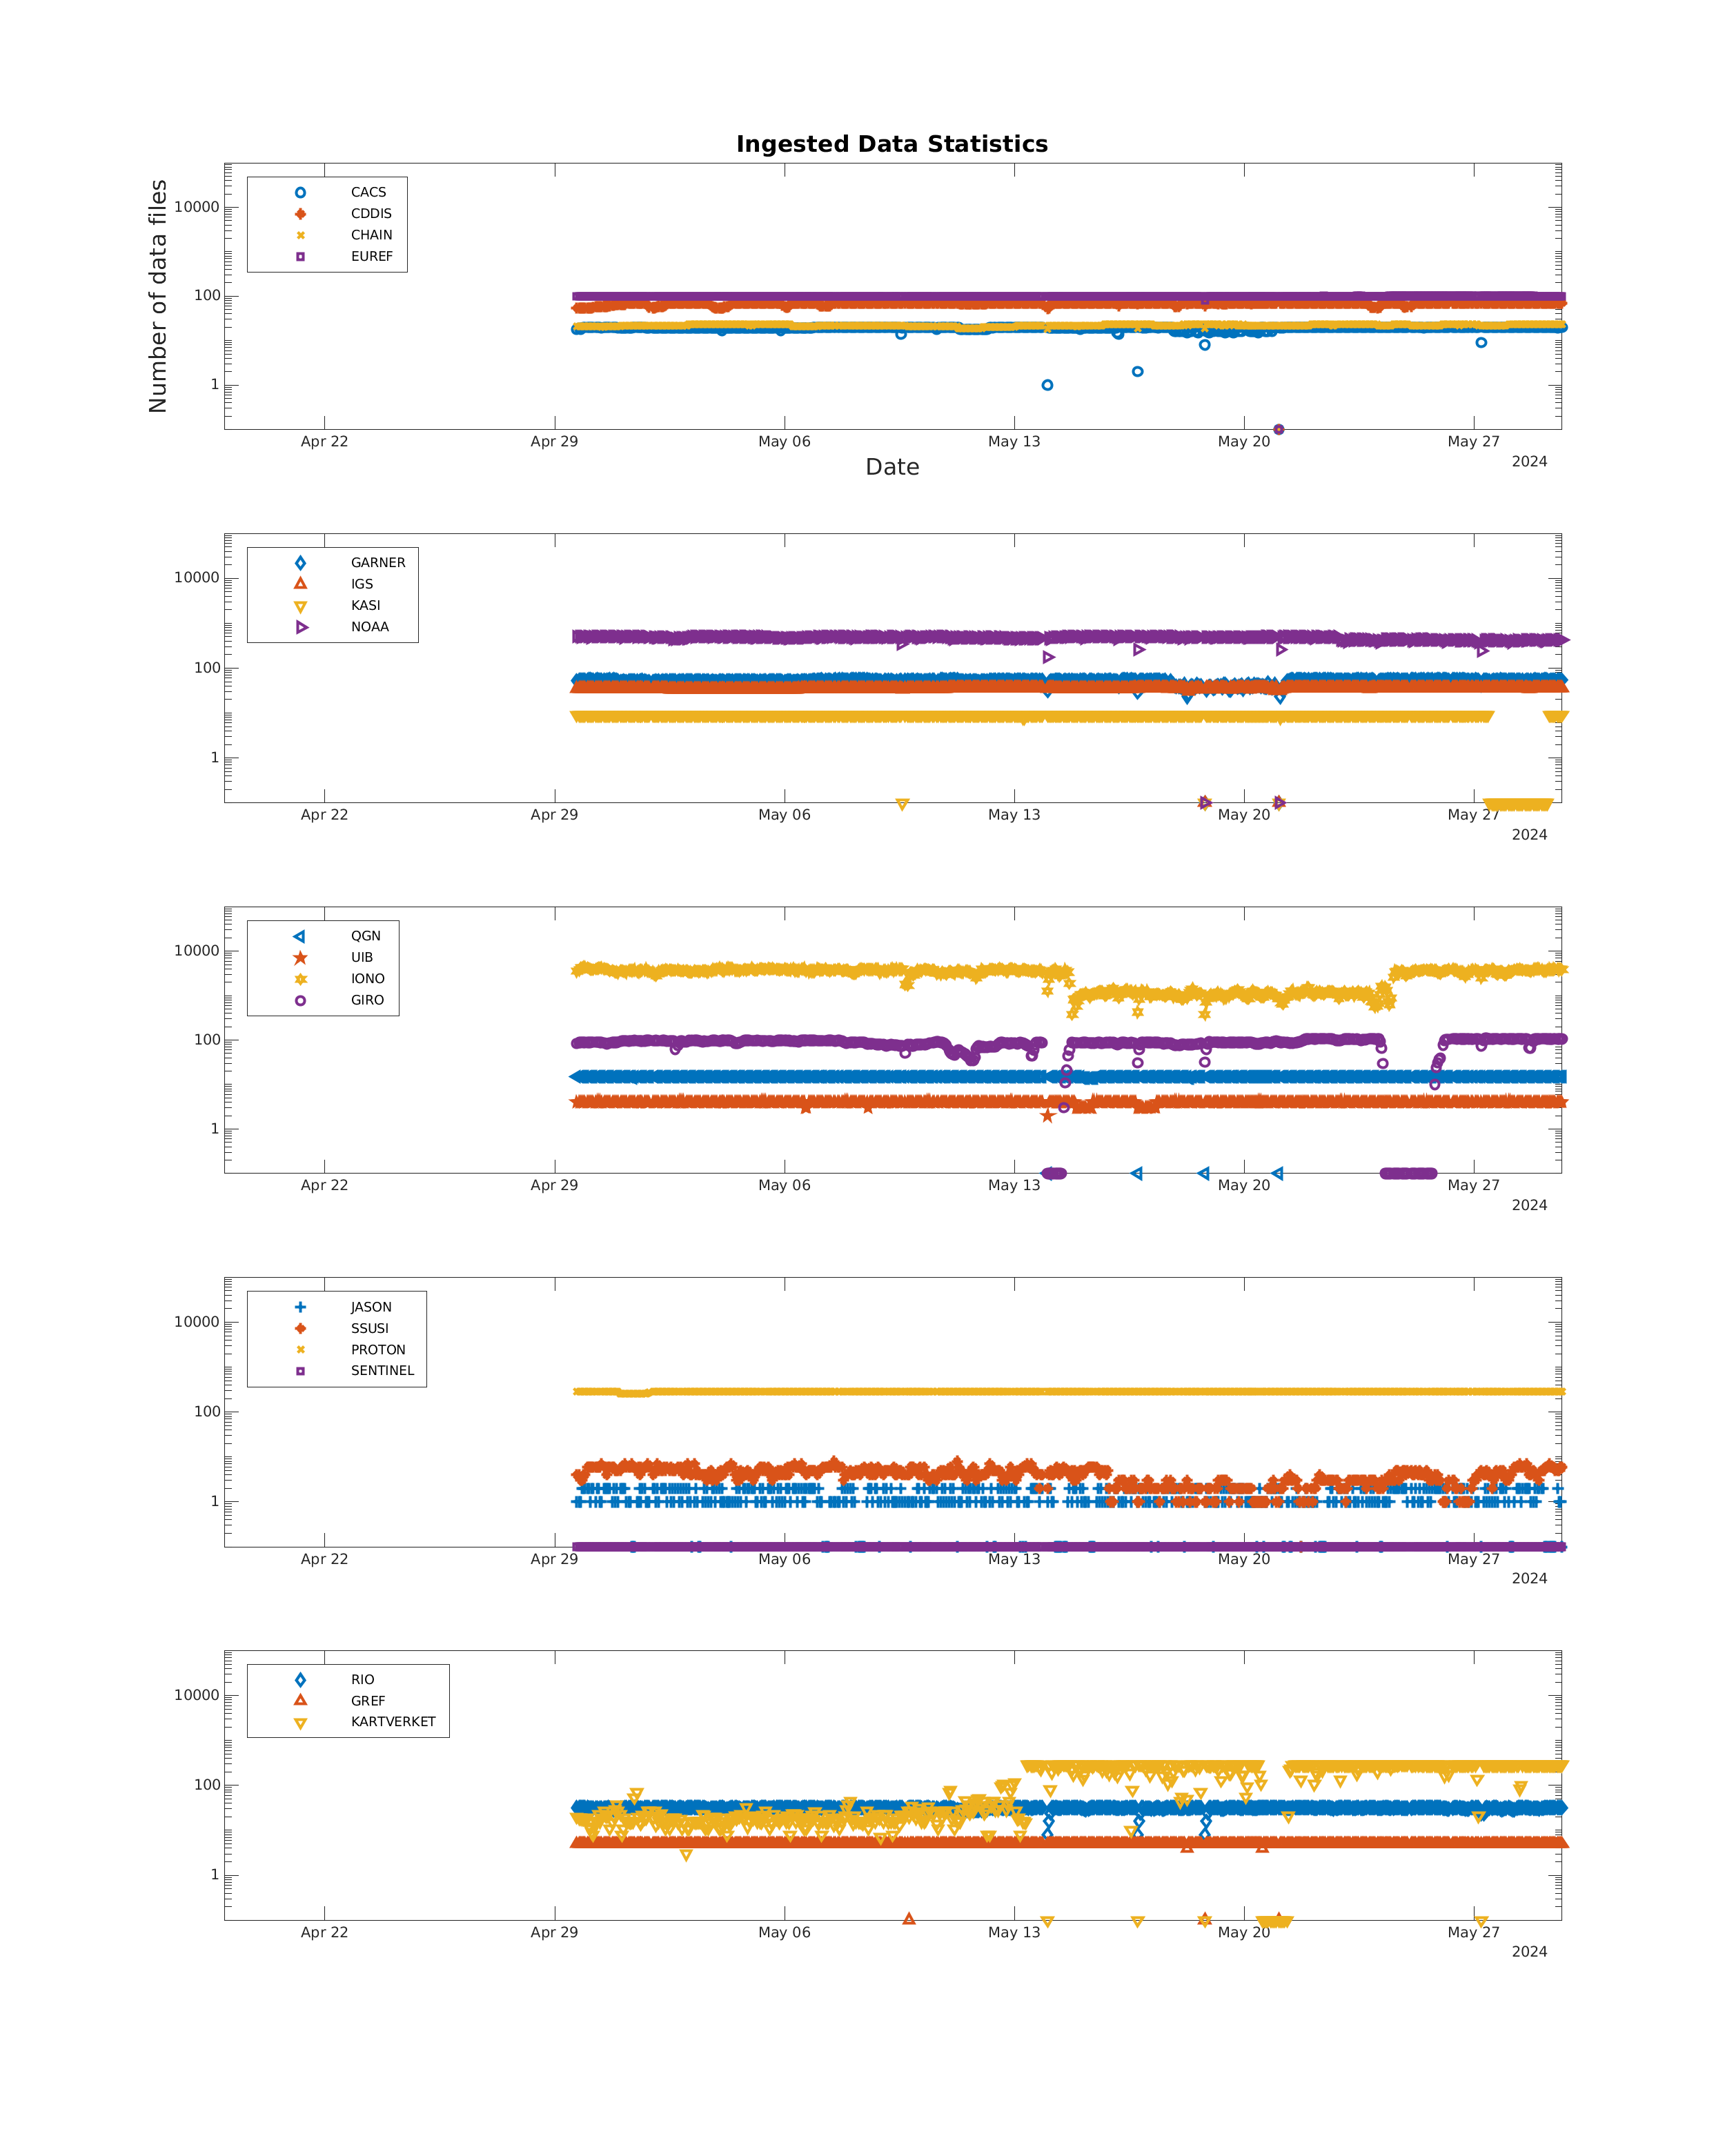 Ingested Data Statistics
Number of data files
10000
100
1
CACS
CDDIS
CHAIN
EUREF
Apr 22 Apr 29 May 06 May 13 May 20 May 27
2024
Date
10000
100
1
GARNER
IGS
KASI
NOAA
Apr 22 Apr 29 May 06 May 13 May 20 May 27
2024
10000
100
1
QGN
UIB
IONO
GIRO
Apr 22 Apr 29 May 06 May 13 May 20 May 27
2024
10000
100
1
JASON
SSUSI
PROTON
SENTINEL
Apr 22 Apr 29 May 06 May 13 May 20 May 27
2024
10000
100
1
RIO
GREF
KARTVERKET
Apr 22 Apr 29 May 06 May 13 May 20 May 27
2024